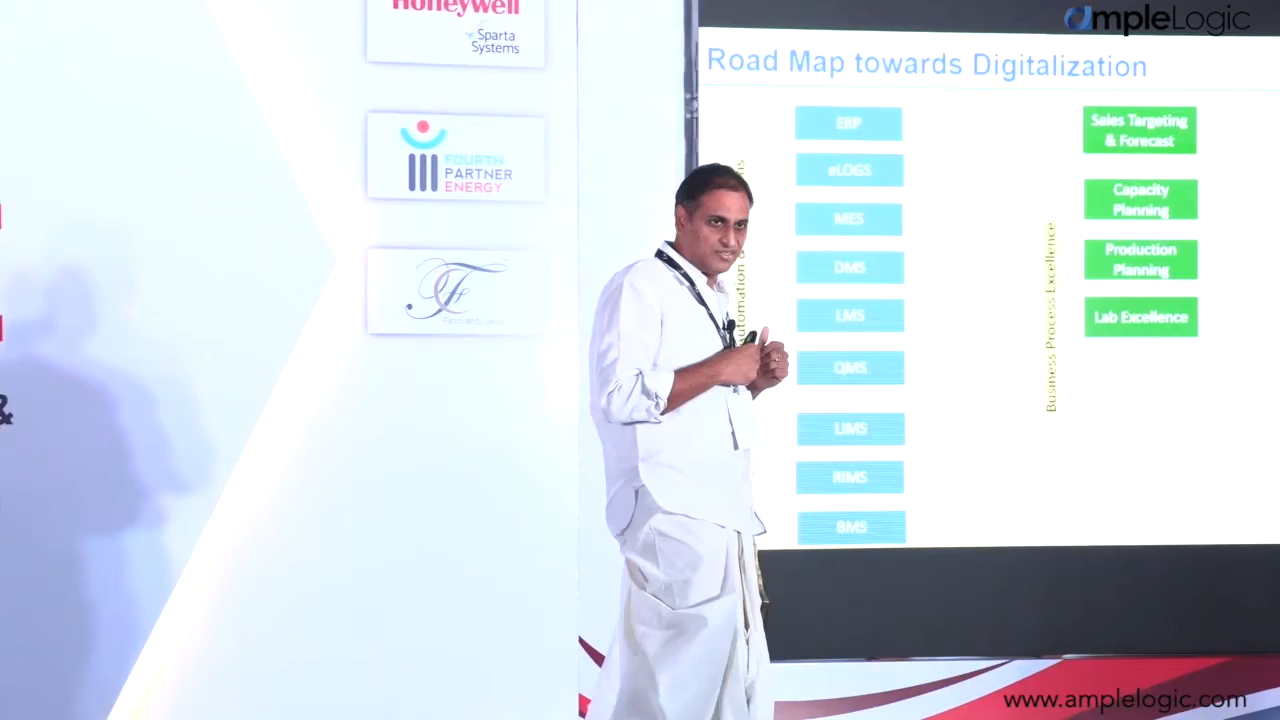 Honeywell
Sparta
Systems
FOURTH
PARTNER
ENERGY
&
ampleLogic
Road Map towards Digitalization
ERP
eLOGS
MES
DMS
LMS
QMS
LIMS
RIMS
BMS
Business Process Excellence
Sales Targeting
& Forecast
Capacity
Planning
Production
Planning
Lab Excellence
www.amplelogic.com